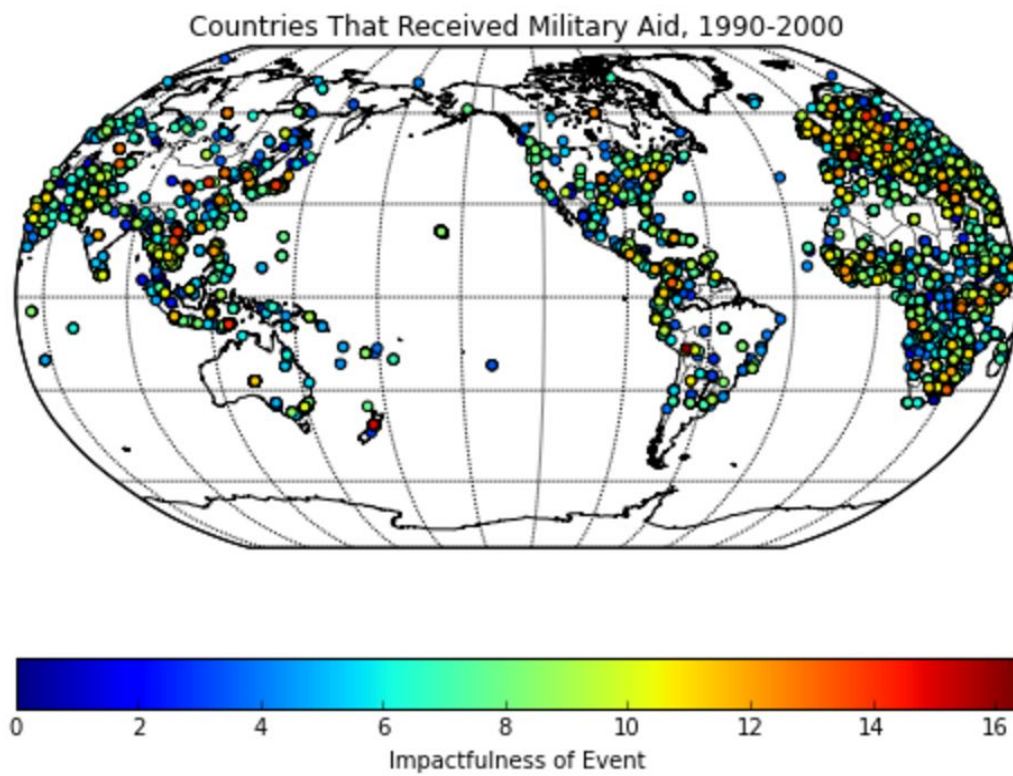 Countries That Received Military Aid, 1990-2000
0 2 4 6 8 10 12 14 16
Impactfulness of Event